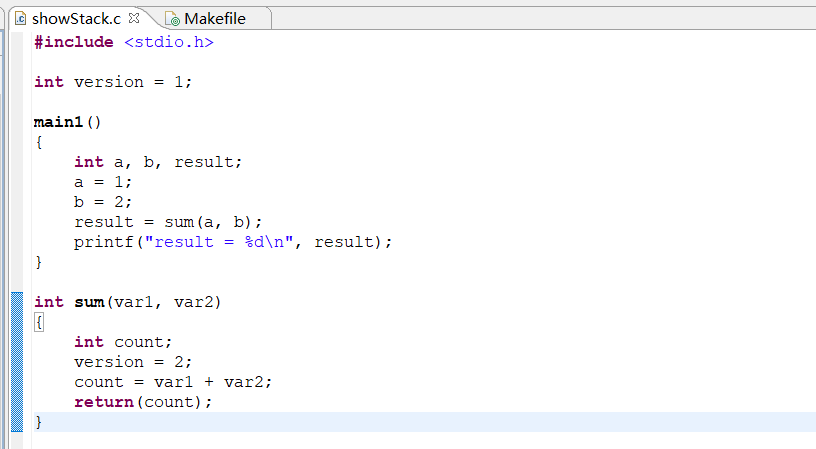 showStack.c Makefile
#include <stdio.h>
int version = 1;
main1()
{
int a, b, result;
a = 1;
b = 2;
result = sum(a, b);
printf("result = %d\n", result);
}
int sum(var1, var2)
{
int count;
version = 2;
count = var1 + var2;
return(count);
}